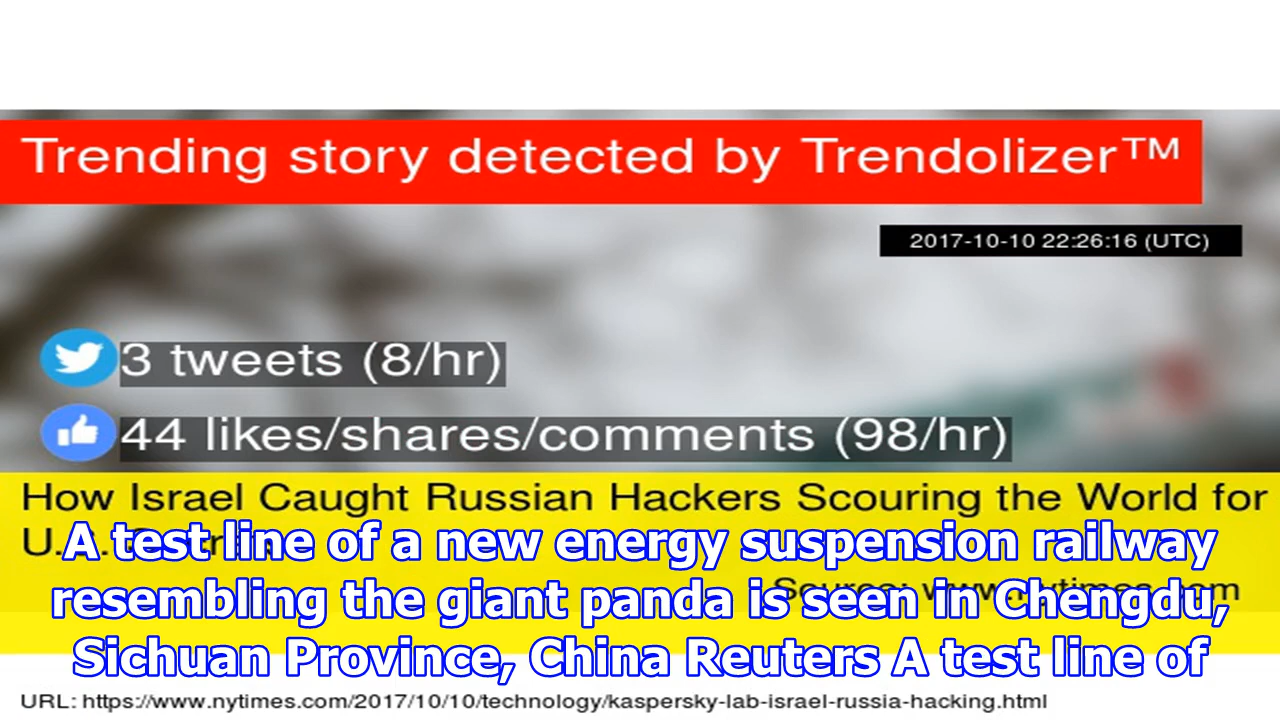 Trending story detected by Trendolizer™
2017-10-10 22:26:16 (UTC)
3 tweets (8/hr)
44 likes/shares/comments (98/hr)
How Israel Caught Russian Hackers Scouring the World for
A test line of a new energy suspension railway
resembling the giant panda is seen in Chengdu,
Sichuan Province, China Reuters A test line of
URL: https://www.nytimes.com/2017/10/10/technology/kaspersky-lab-israel-russia-hacking.html